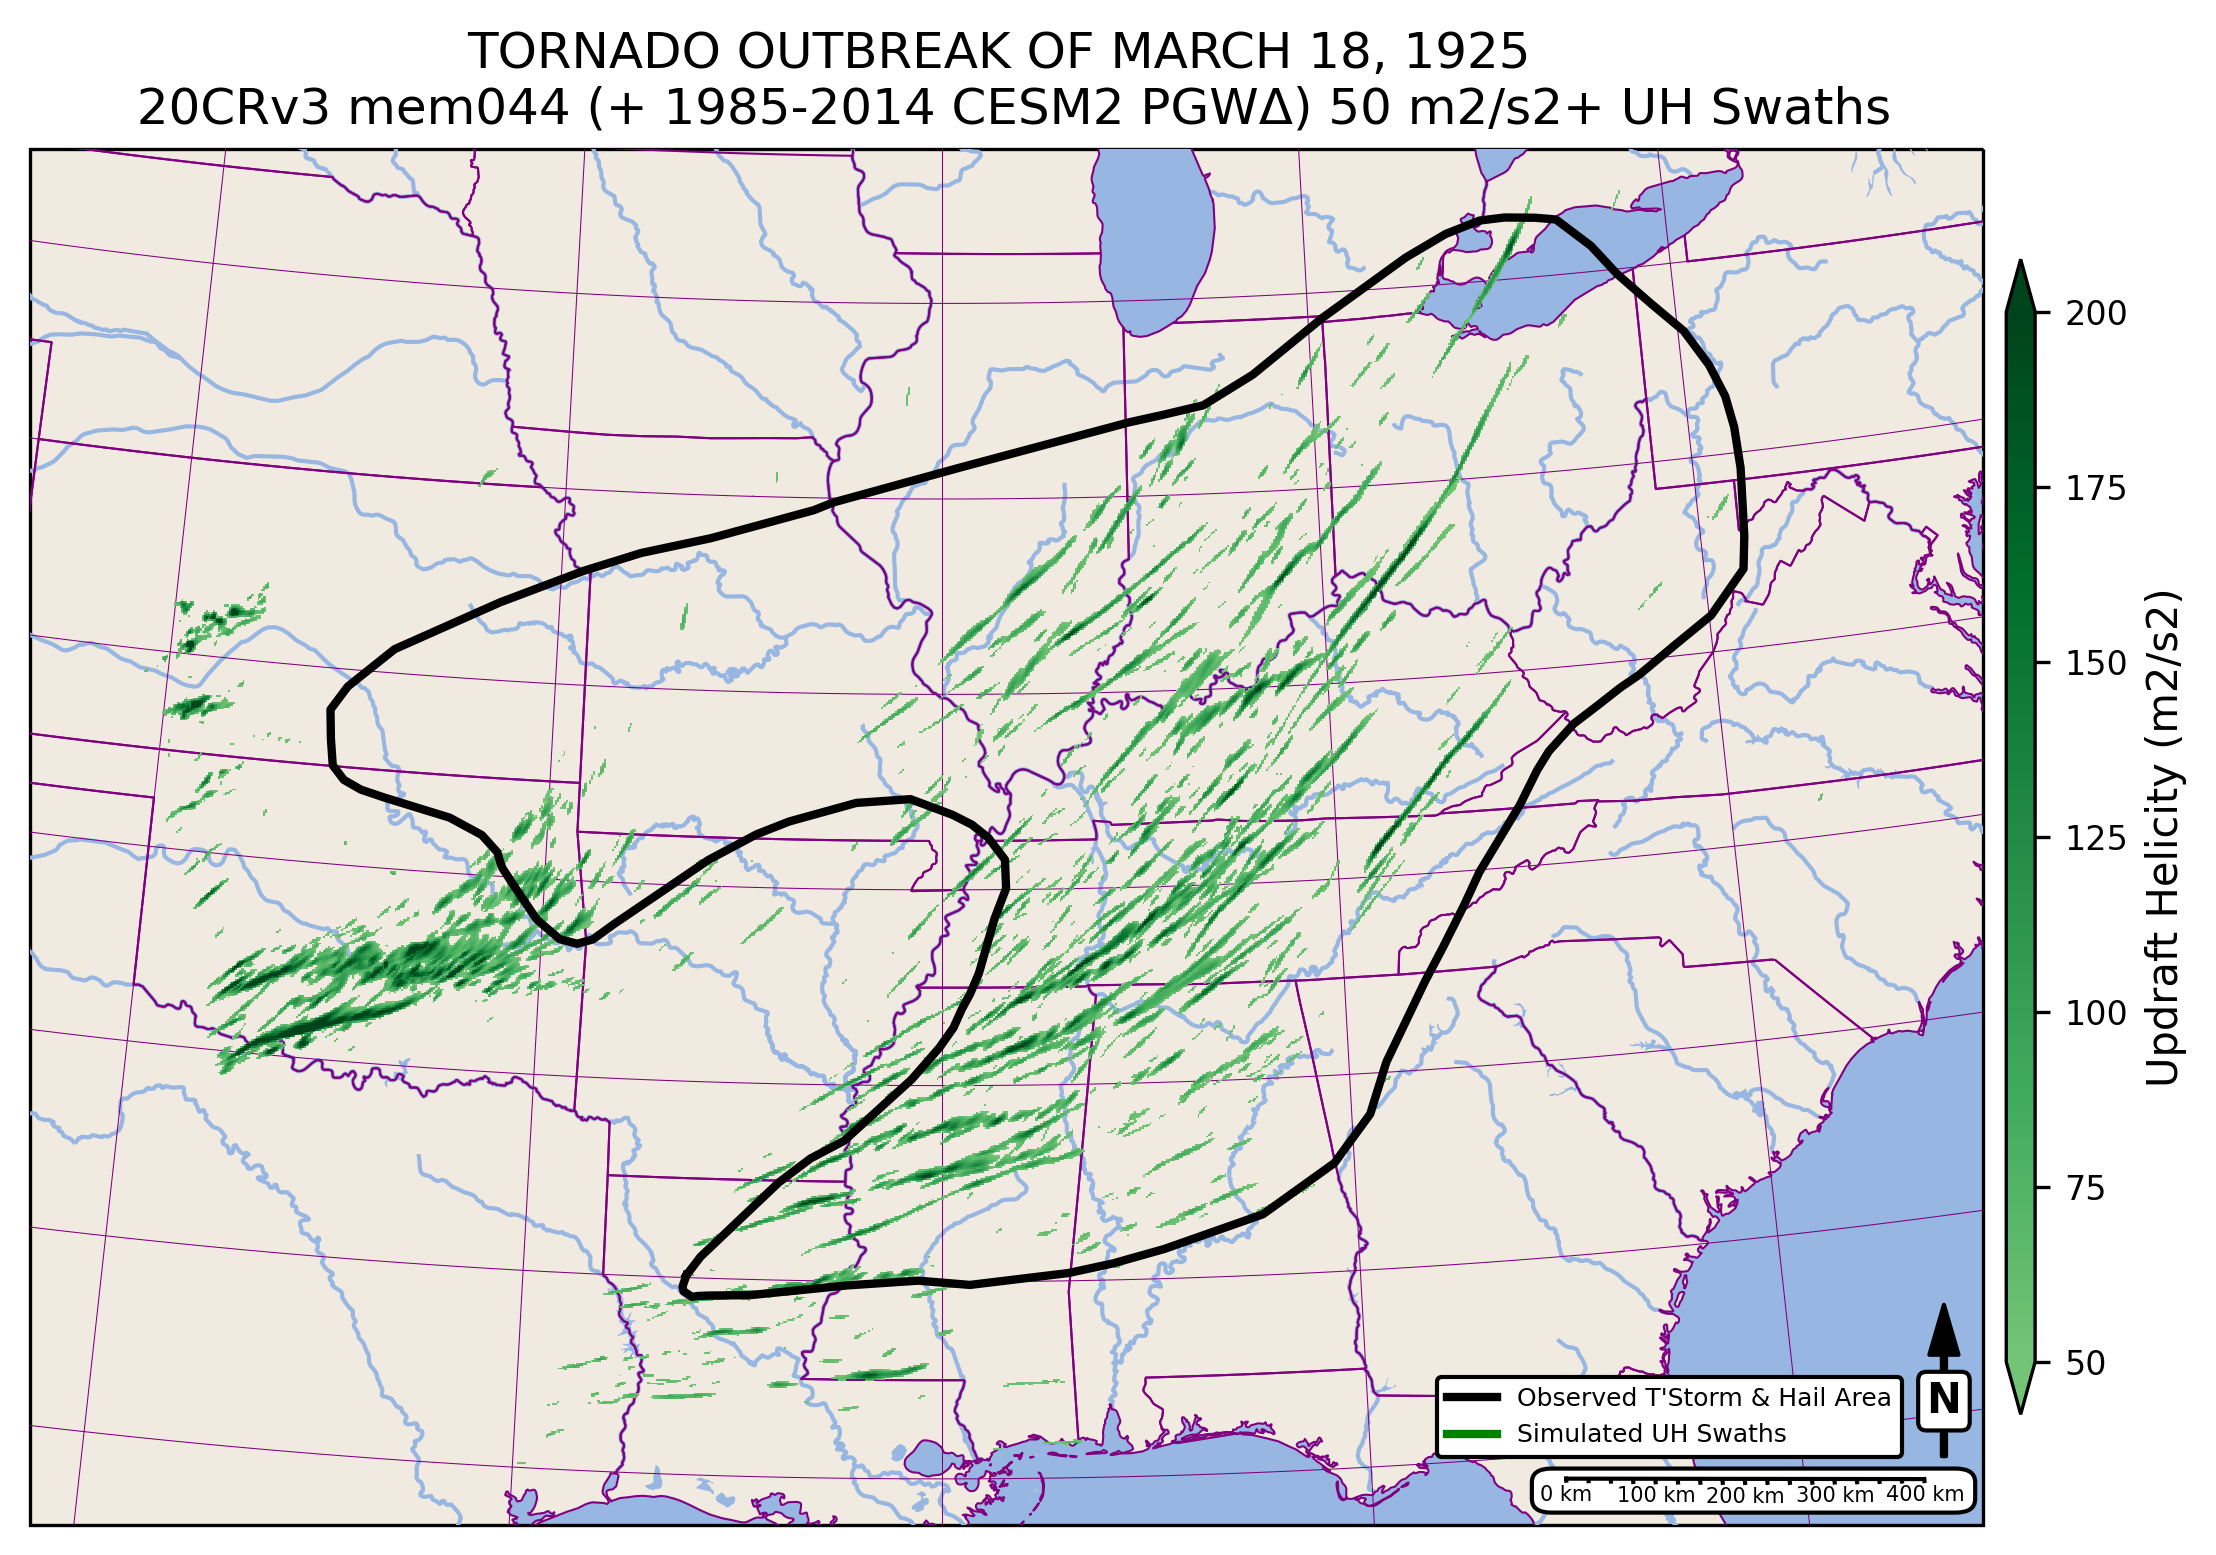 TORNADO OUTBREAK OF MARCH 18, 1925
20CRv3 mem044 (+ 1985-2014 CESM2 PGWΔ) 50 m2/s2+ UH Swaths
200
175
150
125
100
75
50
Updraft Helicity (m2/s2)
Observed T'Storm & Hail Area
Simulated UH Swaths
N
0 km 100 km 200 km 300 km 400 km